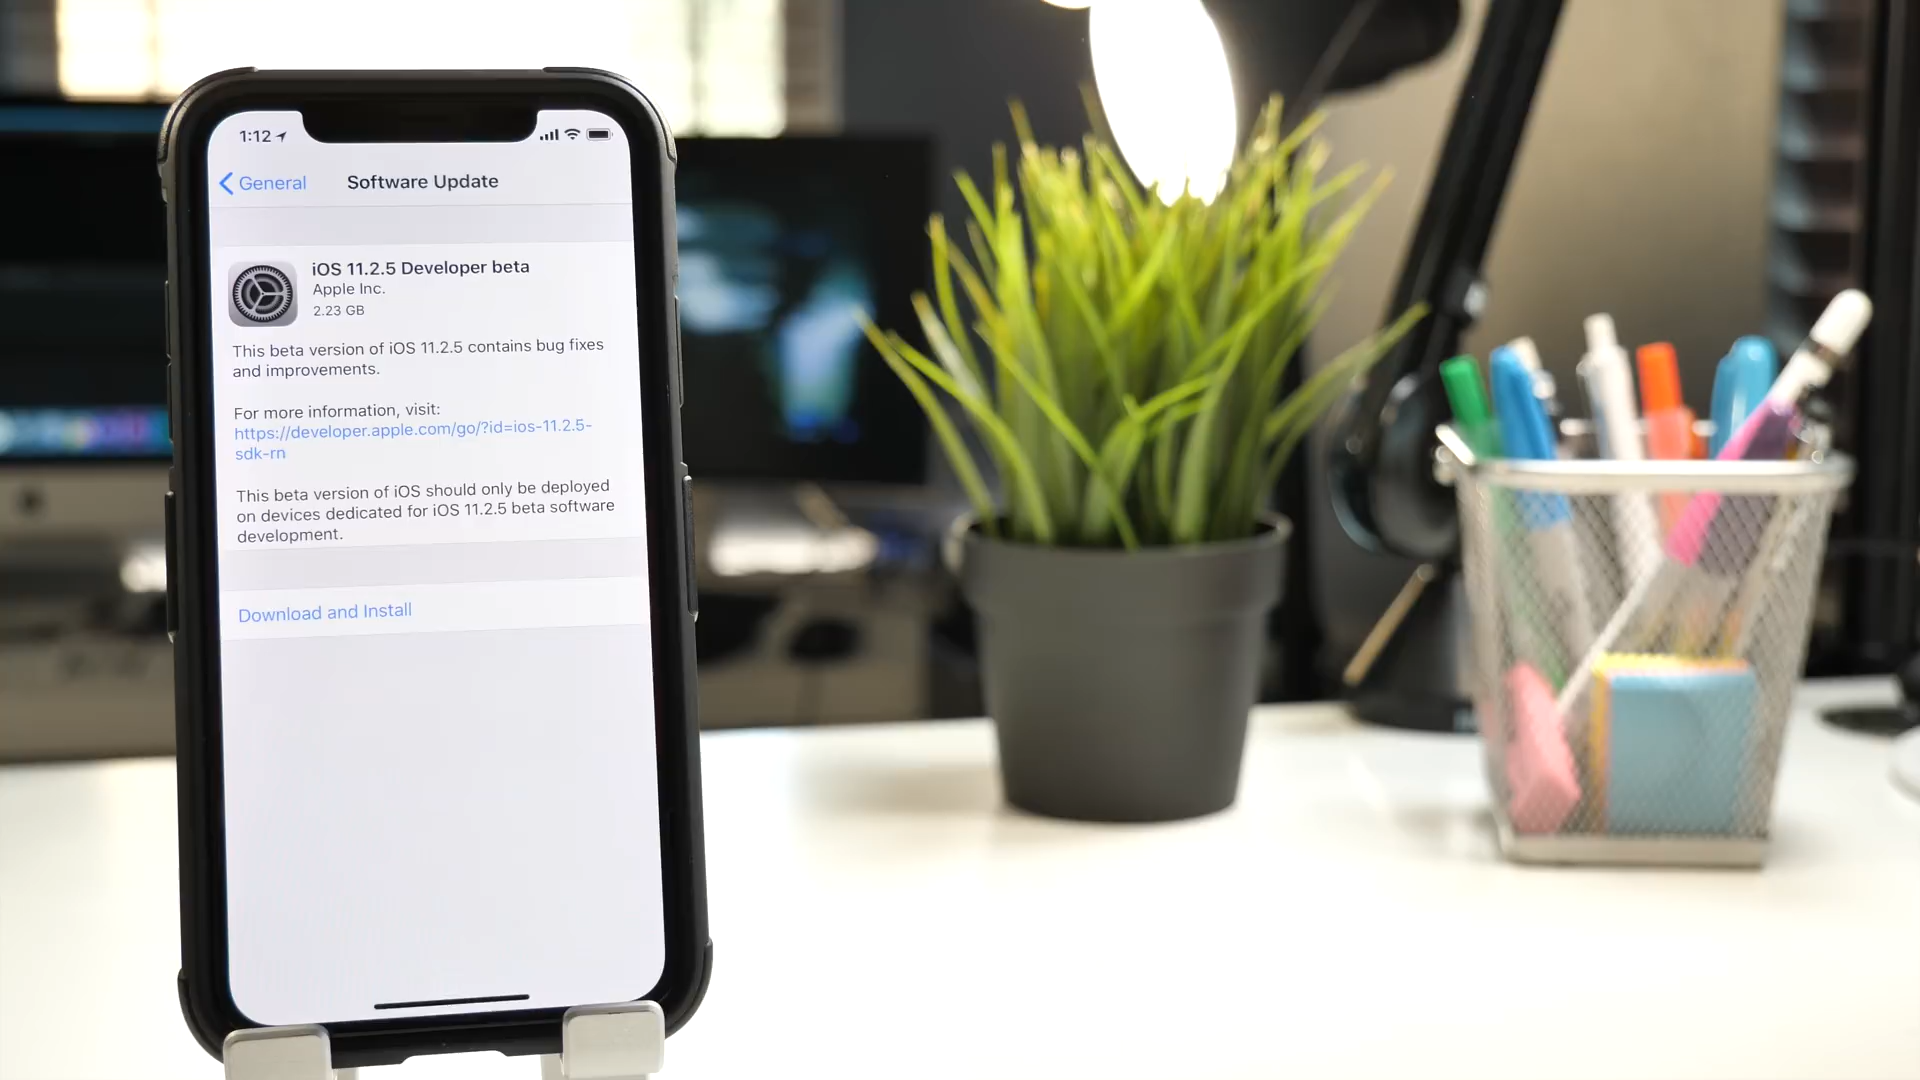 1:12
General
Software Update
iOS 11.2.5 Developer beta
Apple Inc.
2.23 GB
This beta version of iOS 11.2.5 contains bug fixes
and improvements.
For more information, visit:
https://developer.apple.com/go/?id=ios-11.2.5-
sdk-rn
This beta version of iOS should only be deployed
on devices dedicated for iOS 11.2.5 beta software
development.
Download and Install